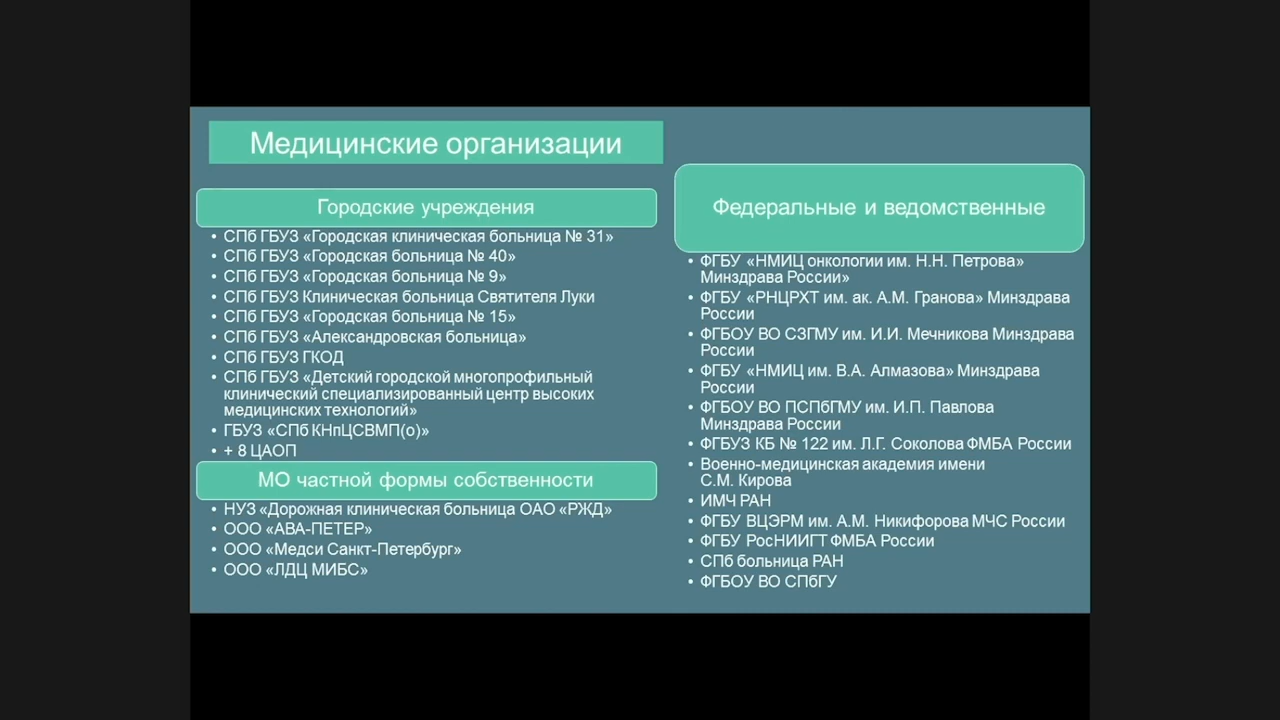 Медицинские организации
Городские учреждения
• СПб ГБУЗ «Городская клиническая больница № 31»
• СПб ГБУЗ «Городская больница № 40»
• СПб ГБУЗ «Городская больница № 9»
• СПб ГБУЗ Клиническая больница Святителя Луки
• СПб ГБУЗ «Городская больница № 15»
• СПб ГБУЗ «Александровская больница»
• СПб ГБУЗ ГКОД
• СПб ГБУЗ «Детский городской многопрофильный
клинический специализированный центр высоких
медицинских технологий»
• ГБУЗ «СПб КНпЦСВМП(о)»
• + 8 ЦАОП
МО частной формы собственности
• НУЗ «Дорожная клиническая больница ОАО «РЖД»
• ООО «АВА-ПЕТЕР»
• ООО «Медси Санкт-Петербург»
• ООО «ЛДЦ МИБС»
Федеральные и ведомственные
• ФГБУ «НМИЦ онкологии им. Н.Н. Петрова»
Минздрава России»
• ФГБУ «РНЦРХТ им. ак. А.М. Гранова» Минздрава
России
• ФГБОУ ВО СЗГМУ им. И.И. Мечникова Минздрава
России
• ФГБУ «НМИЦ им. В.А. Алмазова» Минздрава
России
• ФГБОУ ВО ПСПбГМУ им. И.П. Павлова
Минздрава России
• ФГБУЗ КБ № 122 им. Л.Г. Соколова ФМБА России
• Военно-медицинская академия имени
С.М. Кирова
• ИМЧ РАН
• ФГБУ ВЦЭРМ им. А.М. Никифорова МЧС России
• ФГБУ РосНИИГТ ФМБА России
• СПб больница РАН
• ФГБОУ ВО СПбГУ